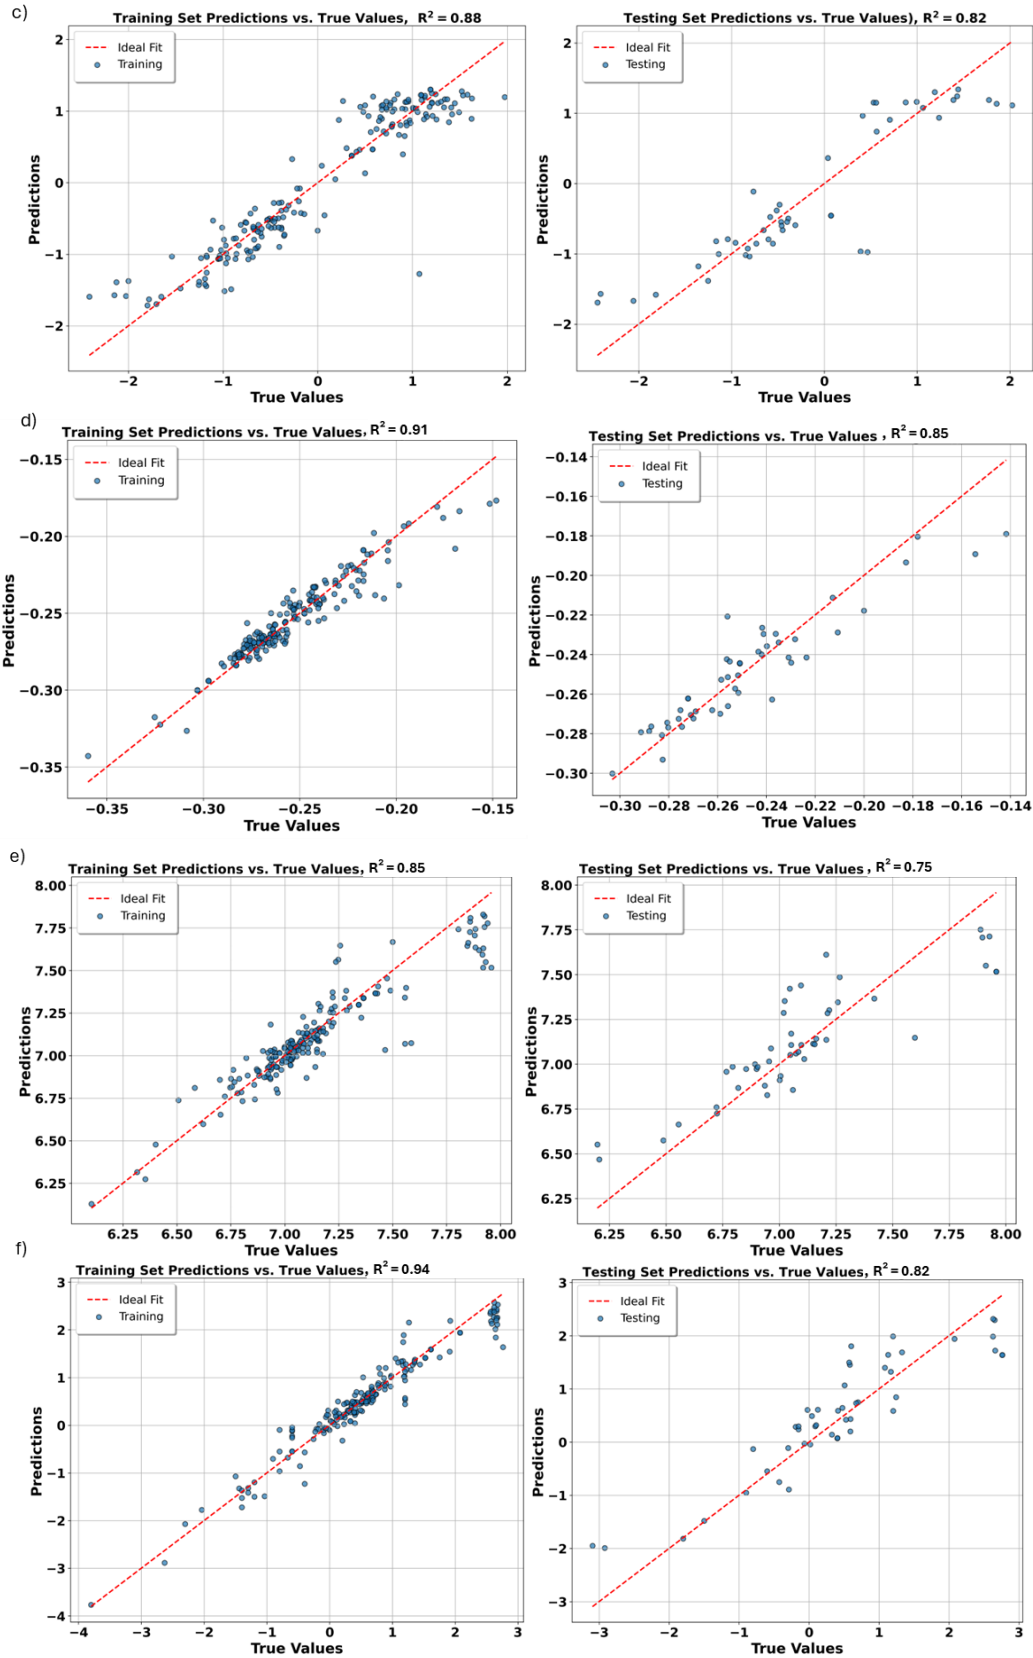 c)
Training Set Predictions vs. True Values, R² = 0.88
Ideal Fit
Training
2
1
0
−1
−2
Predictions
−2
−1
0
1
2
True Values
Testing Set Predictions vs. True Values), R² = 0.82
Ideal Fit
Testing
2
1
0
−1
−2
Predictions
−2
−1
0
1
2
True Values
d)
Training Set Predictions vs. True Values, R² = 0.91
Ideal Fit
Training
−0.15
−0.20
−0.25
−0.30
−0.35
Predictions
−0.35
−0.30
−0.25
−0.20
−0.15
True Values
Testing Set Predictions vs. True Values , R² = 0.85
Ideal Fit
Testing
−0.14
−0.16
−0.18
−0.20
−0.22
−0.24
−0.26
−0.28
−0.30
Predictions
−0.30
−0.28
−0.26
−0.24
−0.22
−0.20
−0.18
−0.16
−0.14
True Values
e)
Training Set Predictions vs. True Values, R² = 0.85
Ideal Fit
Training
8.00
7.75
7.50
7.25
7.00
6.75
6.50
6.25
Predictions
6.25
6.50
6.75
7.00
7.25
7.50
7.75
8.00
True Values
Testing Set Predictions vs. True Values , R² = 0.75
Ideal Fit
Testing
8.00
7.75
7.50
7.25
7.00
6.75
6.50
6.25
Predictions
6.25
6.50
6.75
7.00
7.25
7.50
7.75
8.00
True Values
f)
Training Set Predictions vs. True Values, R² = 0.94
Ideal Fit
Training
3
2
1
0
−1
−2
−3
−4
Predictions
−4
−3
−2
−1
0
1
2
3
True Values
Testing Set Predictions vs. True Values, R² = 0.82
Ideal Fit
Testing
3
2
1
0
−1
−2
−3
Predictions
−3
−2
−1
0
1
2
3
True Values